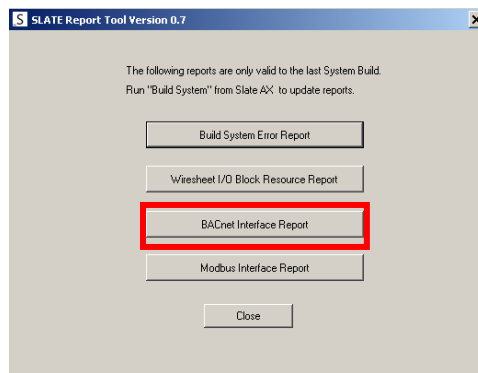 S SLATE Report Tool Version 0.7
The following reports are only valid to the last System Build.
Run "Build System" from Slate AX to update reports.
Build System Error Report
Wiresheet I/O Block Resource Report
BACnet Interface Report
Modbus Interface Report
Close